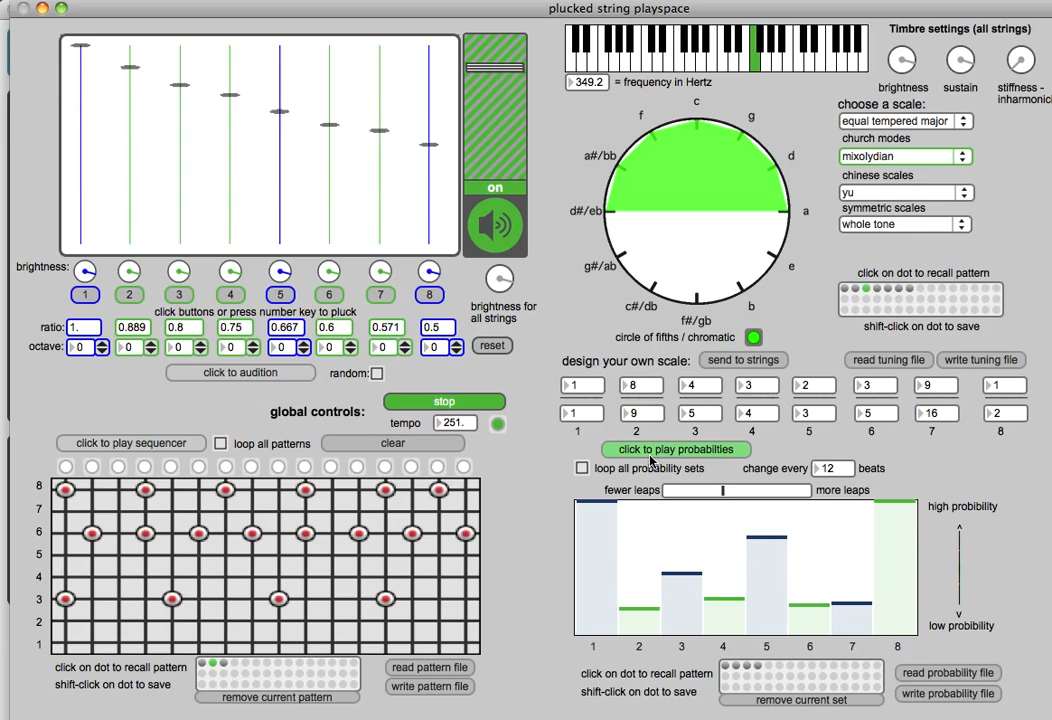 plucked string playspace
on
brightness:
1 2 3 4 5 6 7 8
brightness for
all strings
click buttons or press number key to pluck
ratio: 1. 0.889 0.8 0.75 0.667 0.6 0.571 0.5
octave: 0 0 0 0 0 0 0 0
reset
click to audition
random:
global controls:
stop
tempo 251.
click to play sequencer
loop all patterns
clear
8
7
6
5
4
3
2
1
click on dot to recall pattern
shift-click on dot to save
remove current pattern
read pattern file
write pattern file
349.2 = frequency in Hertz
Timbre settings (all strings)
brightness
sustain
stiffness -
choose a scale:
equal tempered major
church modes
mixolydian
chinese scales
yu
symmetric scales
whole tone
c
g
d
a
e
b
f#/gb
c#/db
g#/ab
d#/eb
a#/bb
f
circle of fifths / chromatic
click on dot to recall pattern
shift-click on dot to save
design your own scale:
send to strings
read tuning file
write tuning file
1 8 4 3 2 3 9 1
1 9 5 4 3 5 16 2
1 2 3 4 5 6 7 8
click to play probabilties
loop all probability sets
change every 12 beats
fewer leaps
more leaps
high probibility
low probability
1 2 3 4 5 6 7 8
click on dot to recall pattern
shift-click on dot to save
remove current set
read probability file
write probability file